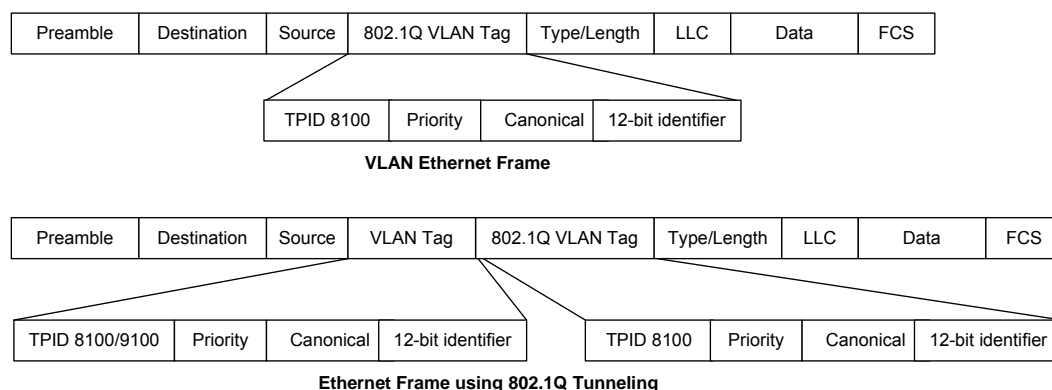 Preamble Destination Source 802.1Q VLAN Tag Type/Length LLC Data FCS
TPID 8100 Priority Canonical 12-bit identifier
VLAN Ethernet Frame
Preamble Destination Source VLAN Tag 802.1Q VLAN Tag Type/Length LLC Data FCS
TPID 8100/9100 Priority Canonical 12-bit identifier TPID 8100 Priority Canonical 12-bit identifier
Ethernet Frame using 802.1Q Tunneling